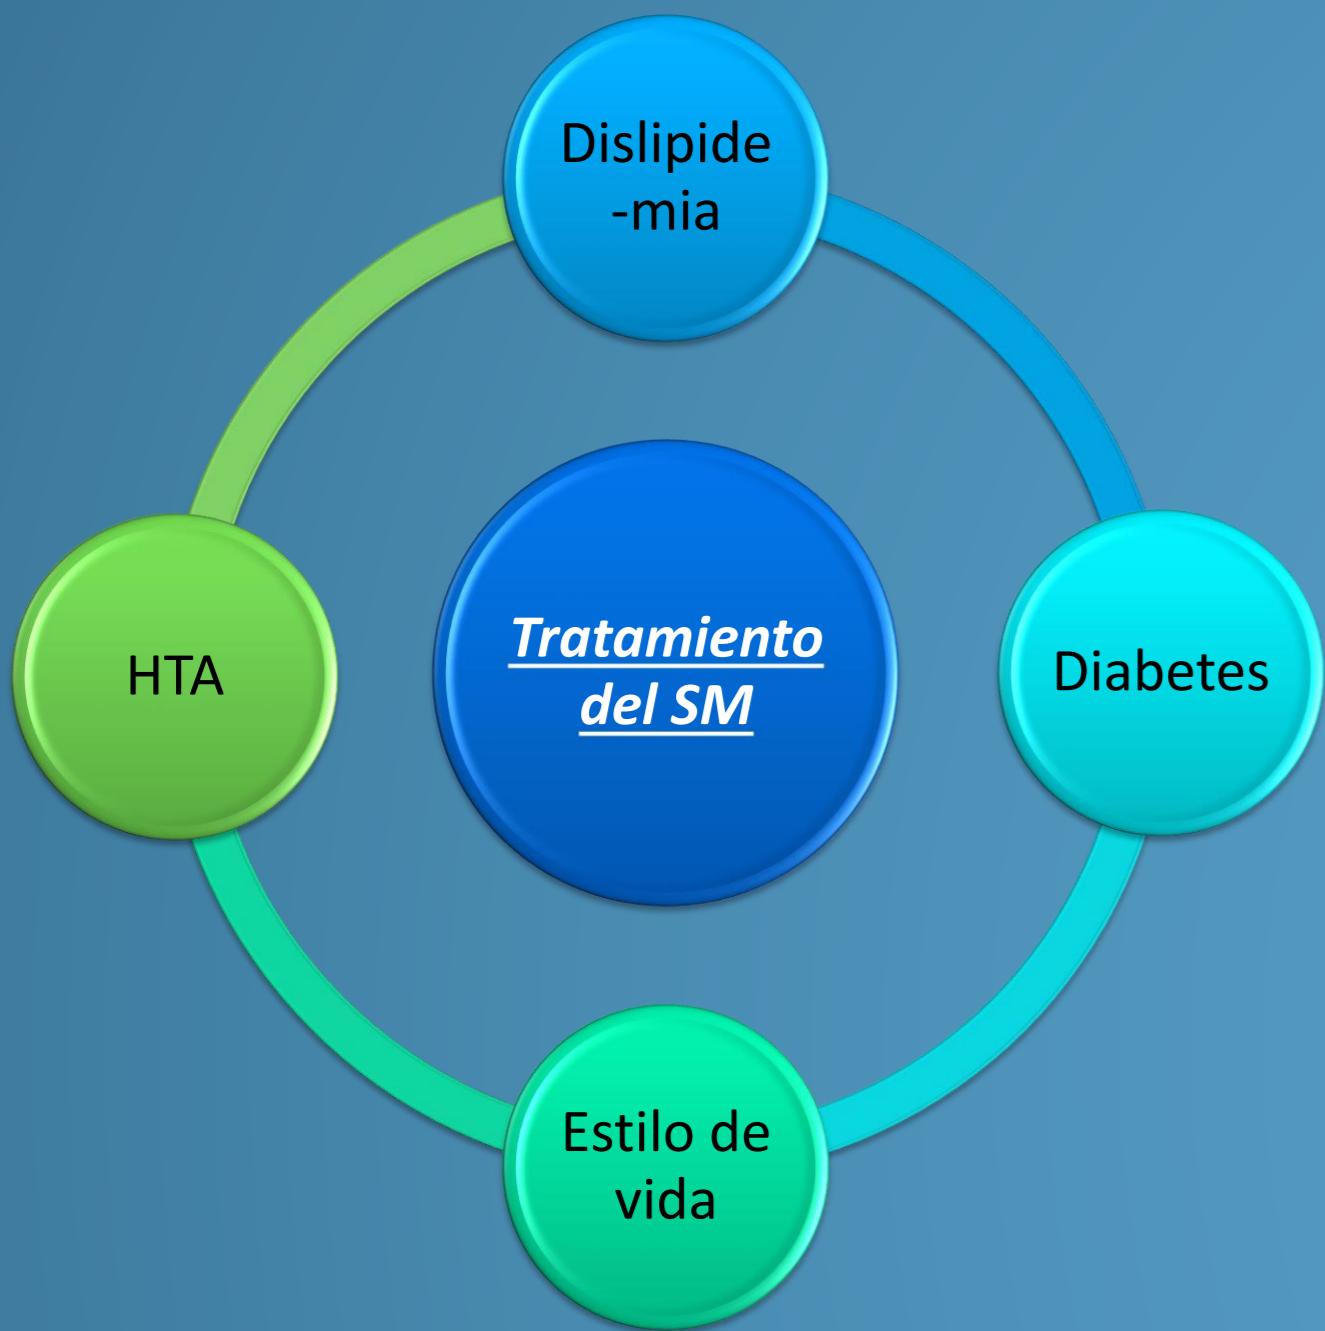 Dislipide
-mia
HTA
Tratamiento
del SM
Diabetes
Estilo de
vida